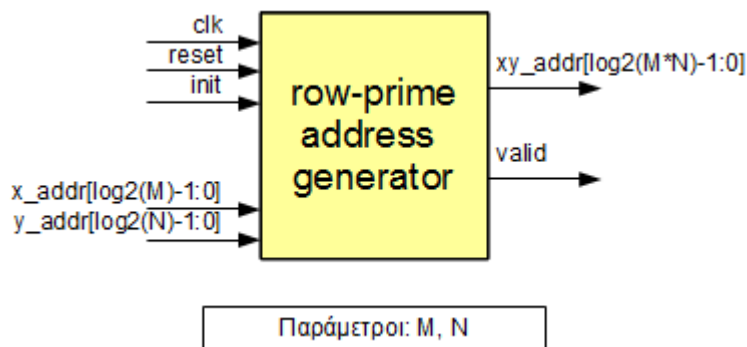 clk
reset
init
x_addr[log2(M)-1:0]
y_addr[log2(N)-1:0]
row-prime
address
generator
xy_addr[log2(M*N)-1:0]
valid
Παράμετροι: M, N